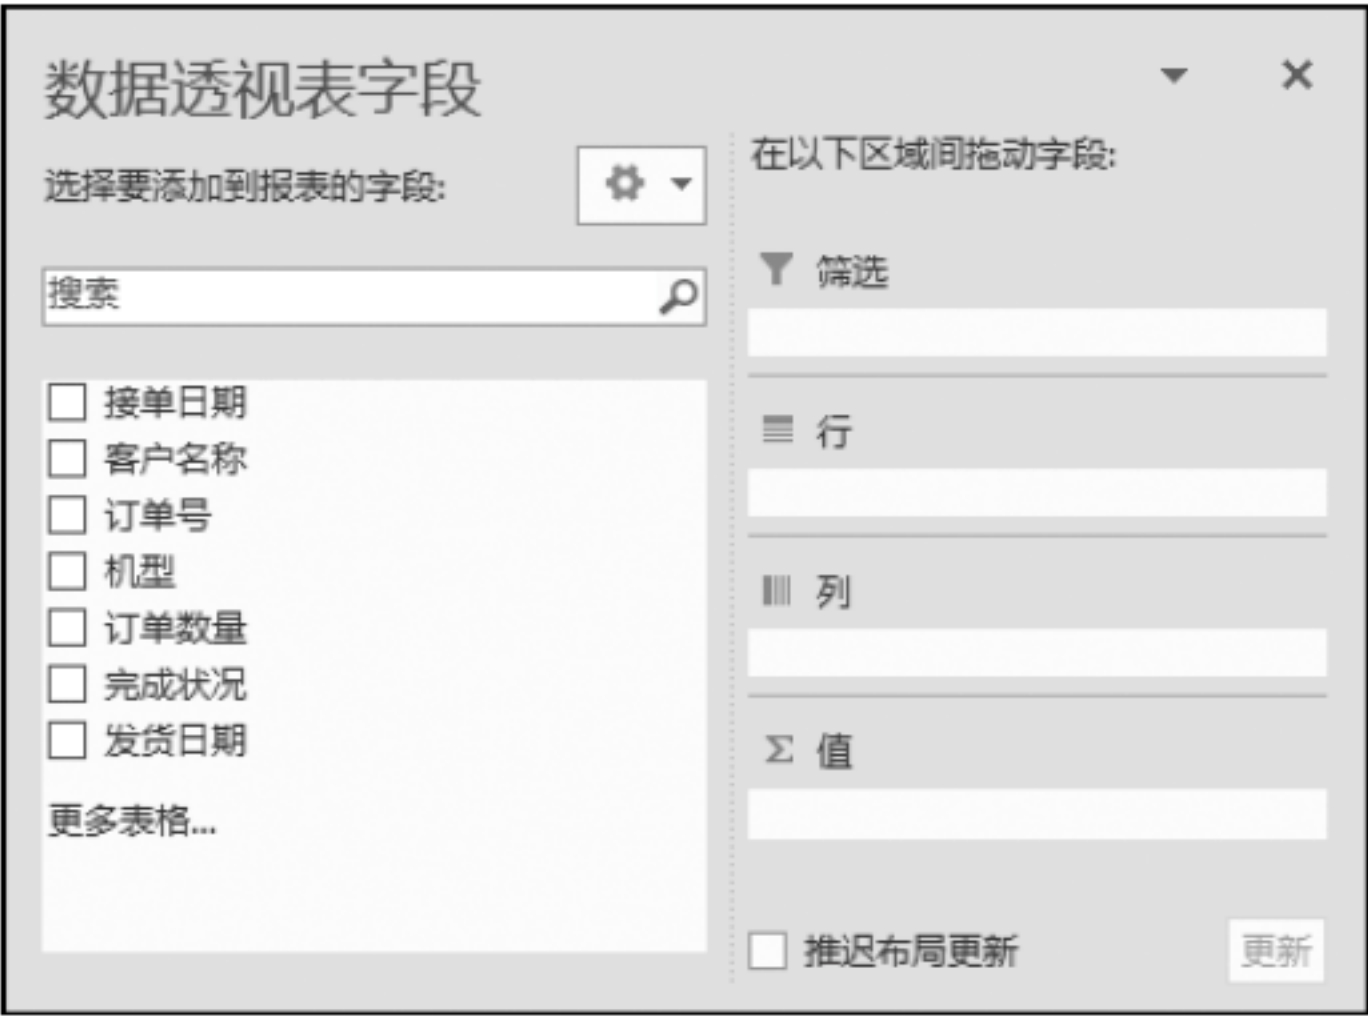 数据透视表字段
选择要添加到报表的字段:
搜索
接单日期
客户名称
订单号
机型
订单数量
完成状况
发货日期
更多表格...
在以下区域间拖动字段:
筛选
行
列
Σ 值
推迟布局更新
更新